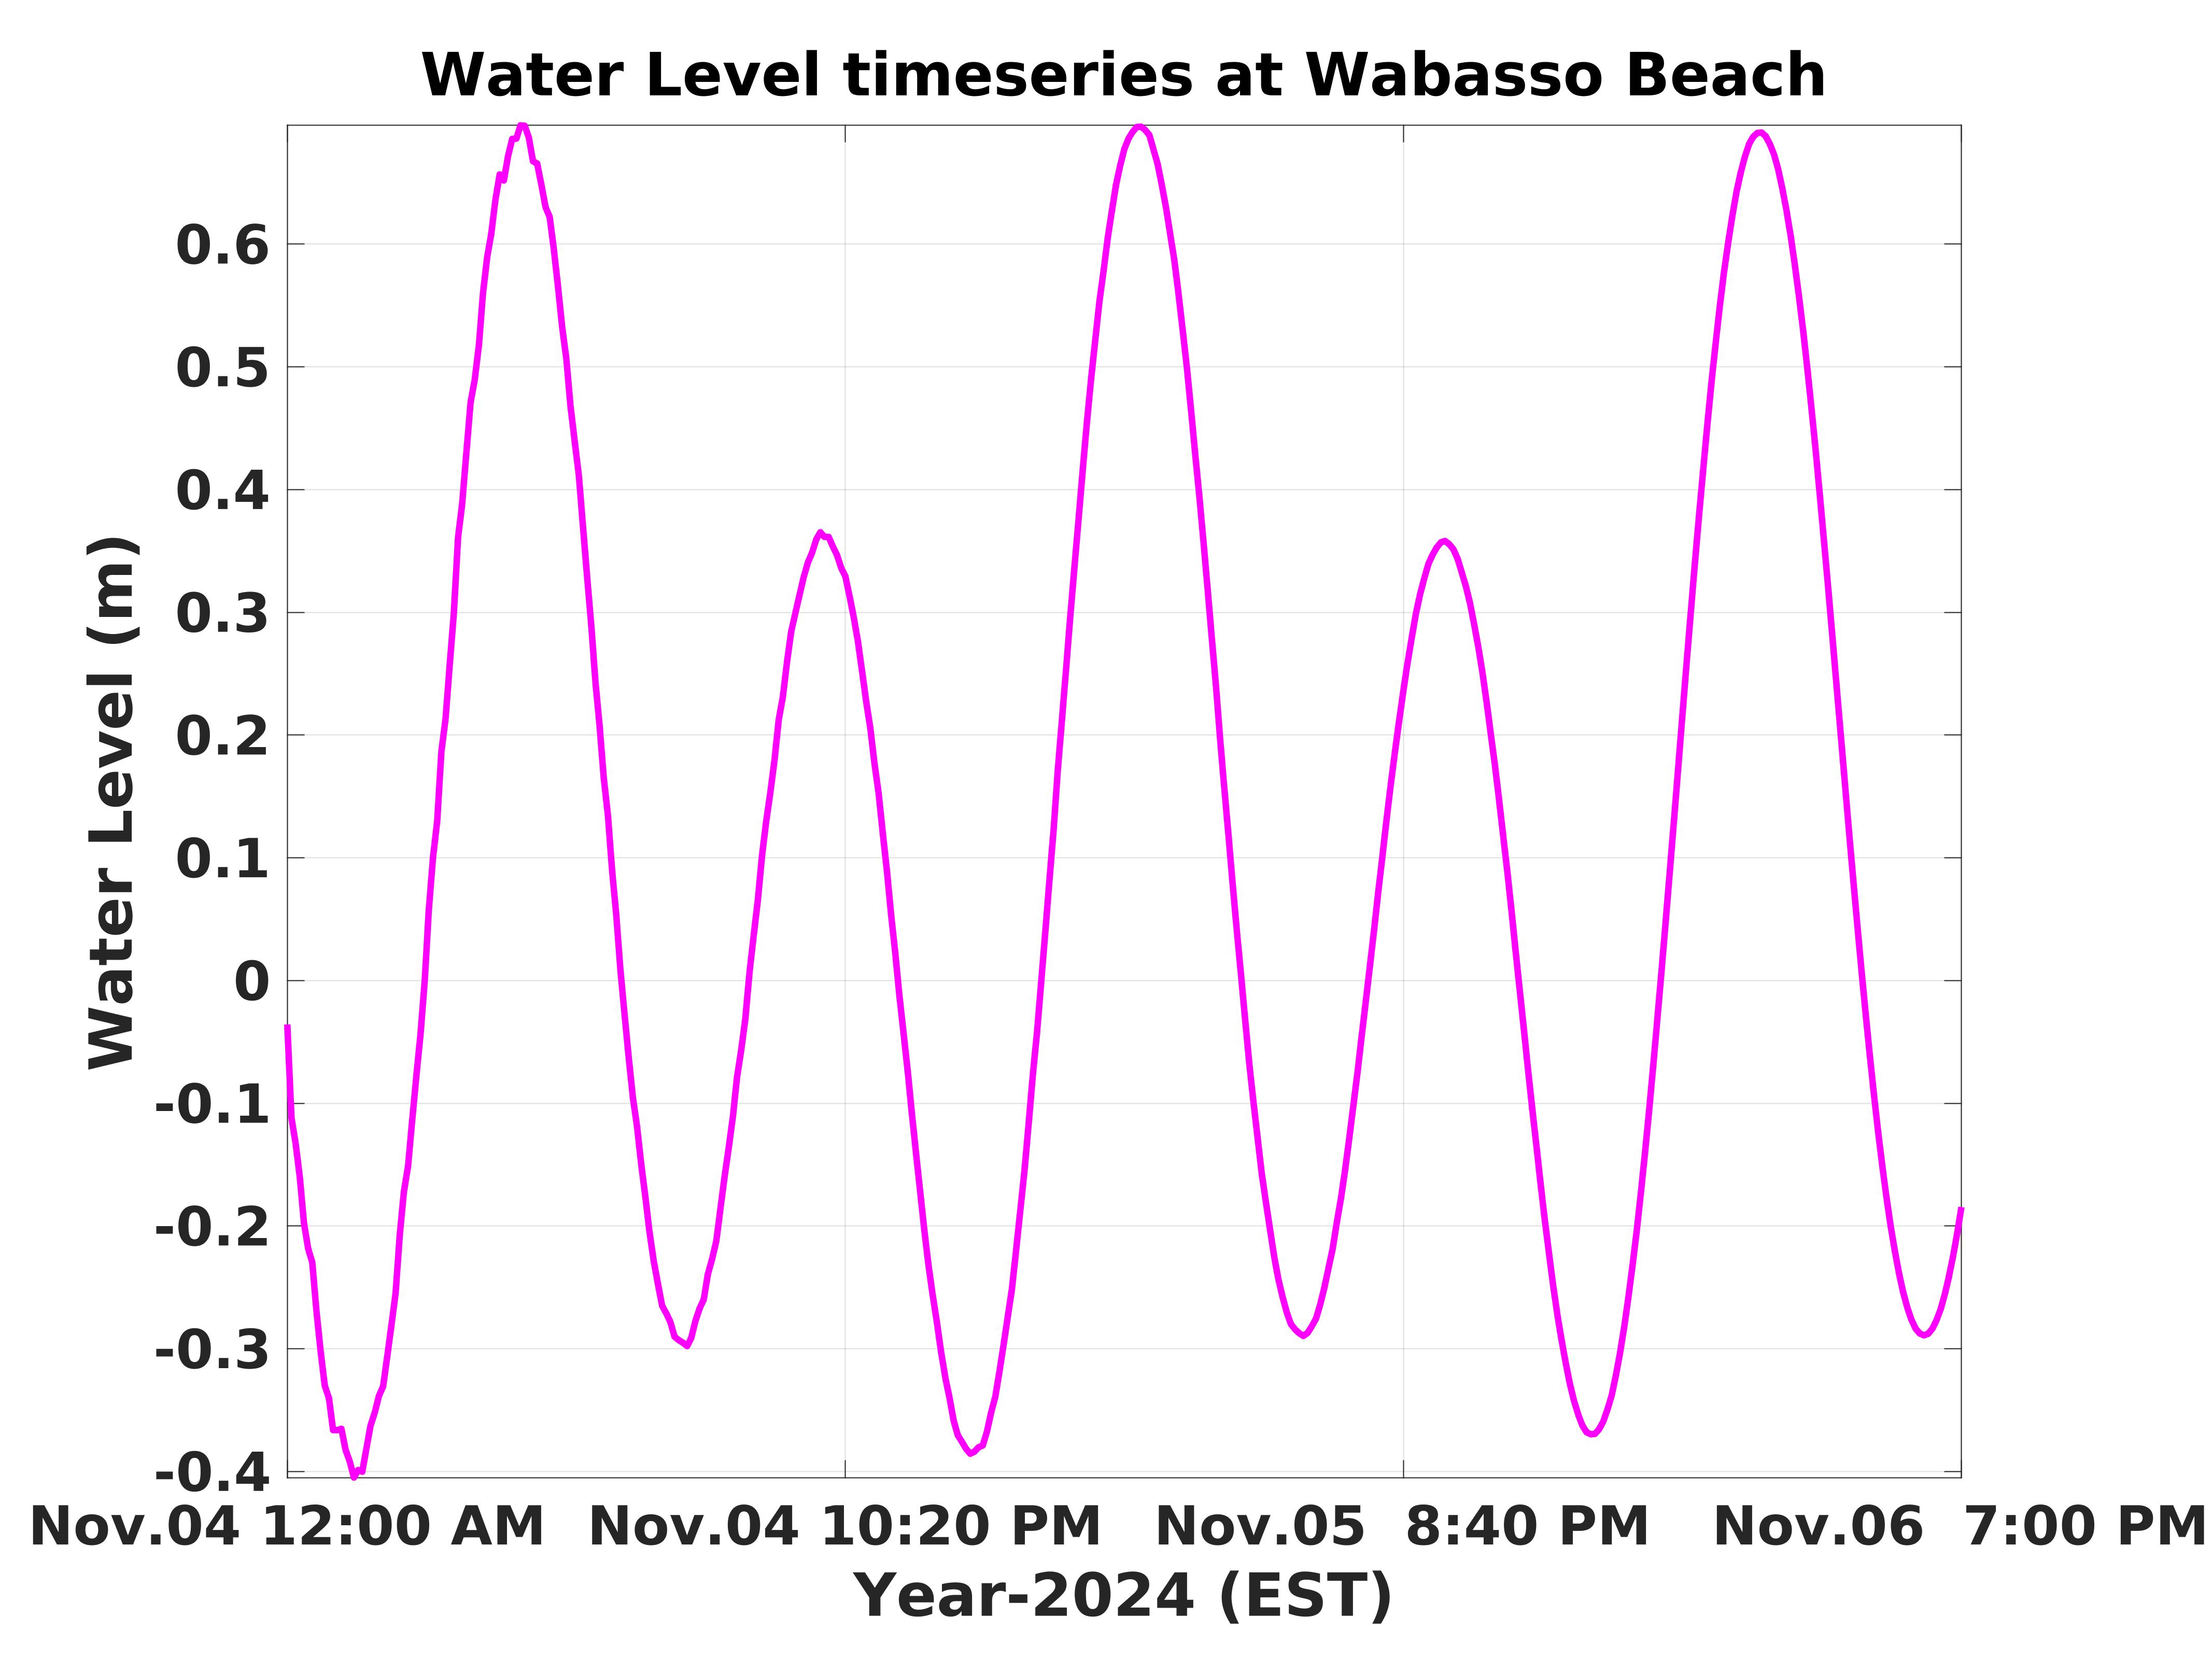 Water Level timeseries at Wabasso Beach
0.6
0.5
0.4
0.3
0.2
0.1
0
-0.1
-0.2
-0.3
-0.4
Water Level (m)
Nov.04 12:00 AM Nov.04 10:20 PM Nov.05 8:40 PM Nov.06 7:00 PM
Year-2024 (EST)